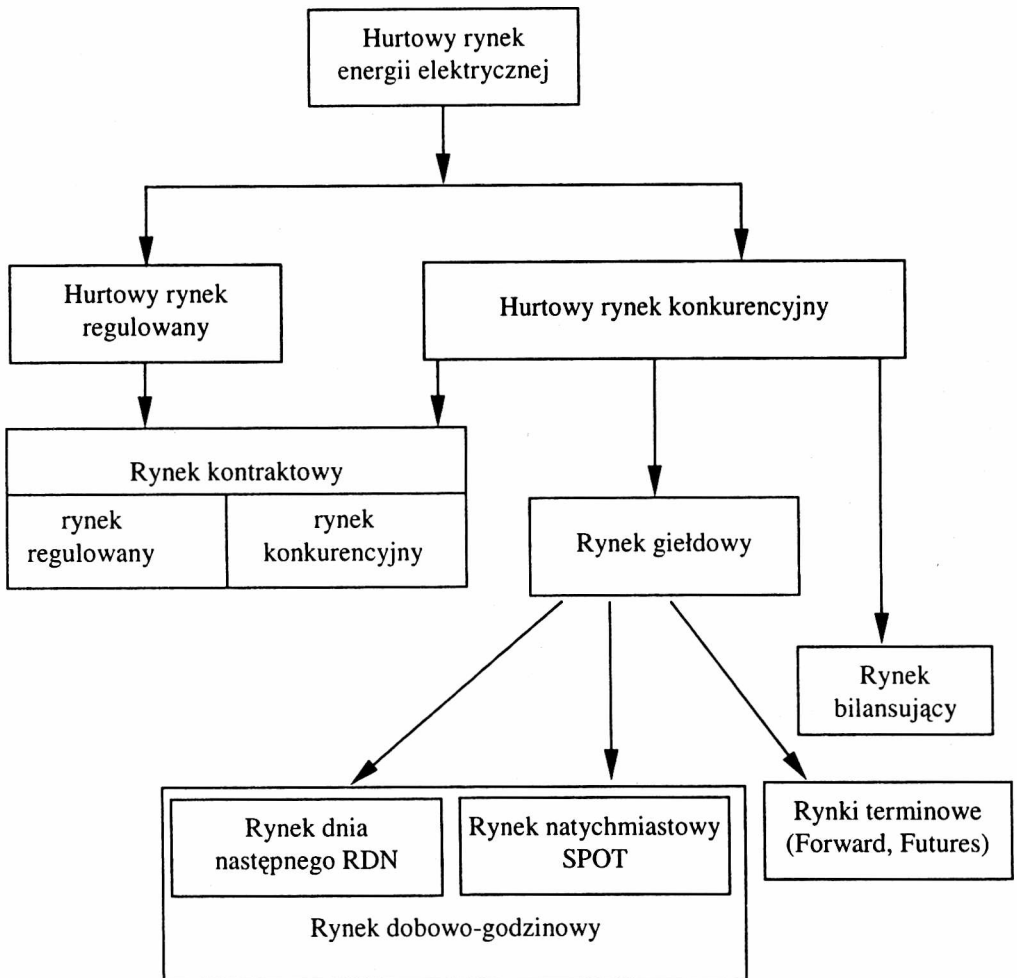 Hurtowy rynek
energii elektrycznej
Hurtowy rynek
regulowany
Hurtowy rynek konkurencyjny
Rynek kontraktowy
rynek
regulowany
rynek
konkurencyjny
Rynek giełdowy
Rynek
bilansujący
Rynek dnia
następnego RDN
Rynek natychmiastowy
SPOT
Rynek dobowo-godzinowy
Rynki terminowe
(Forward, Futures)